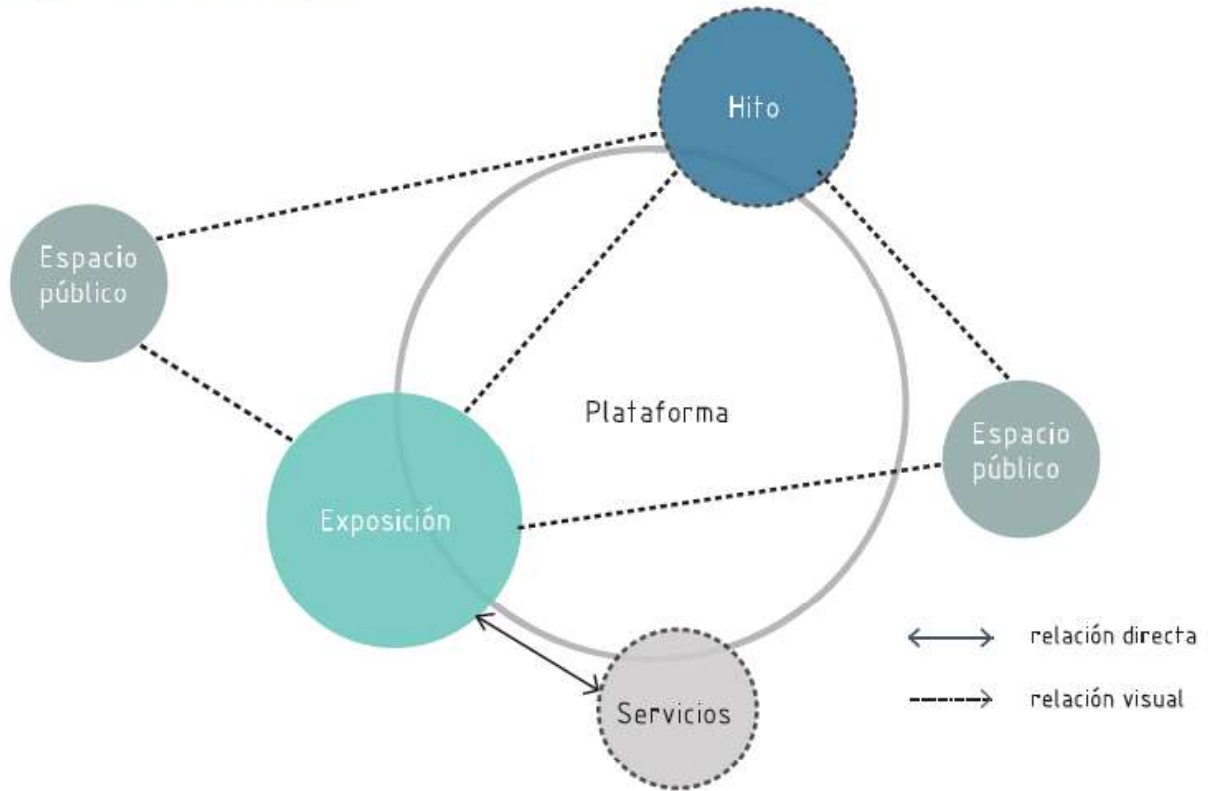 Hito
Espacio
público
Plataforma
Espacio
público
Exposición
relación directa
Servicios
relación visual